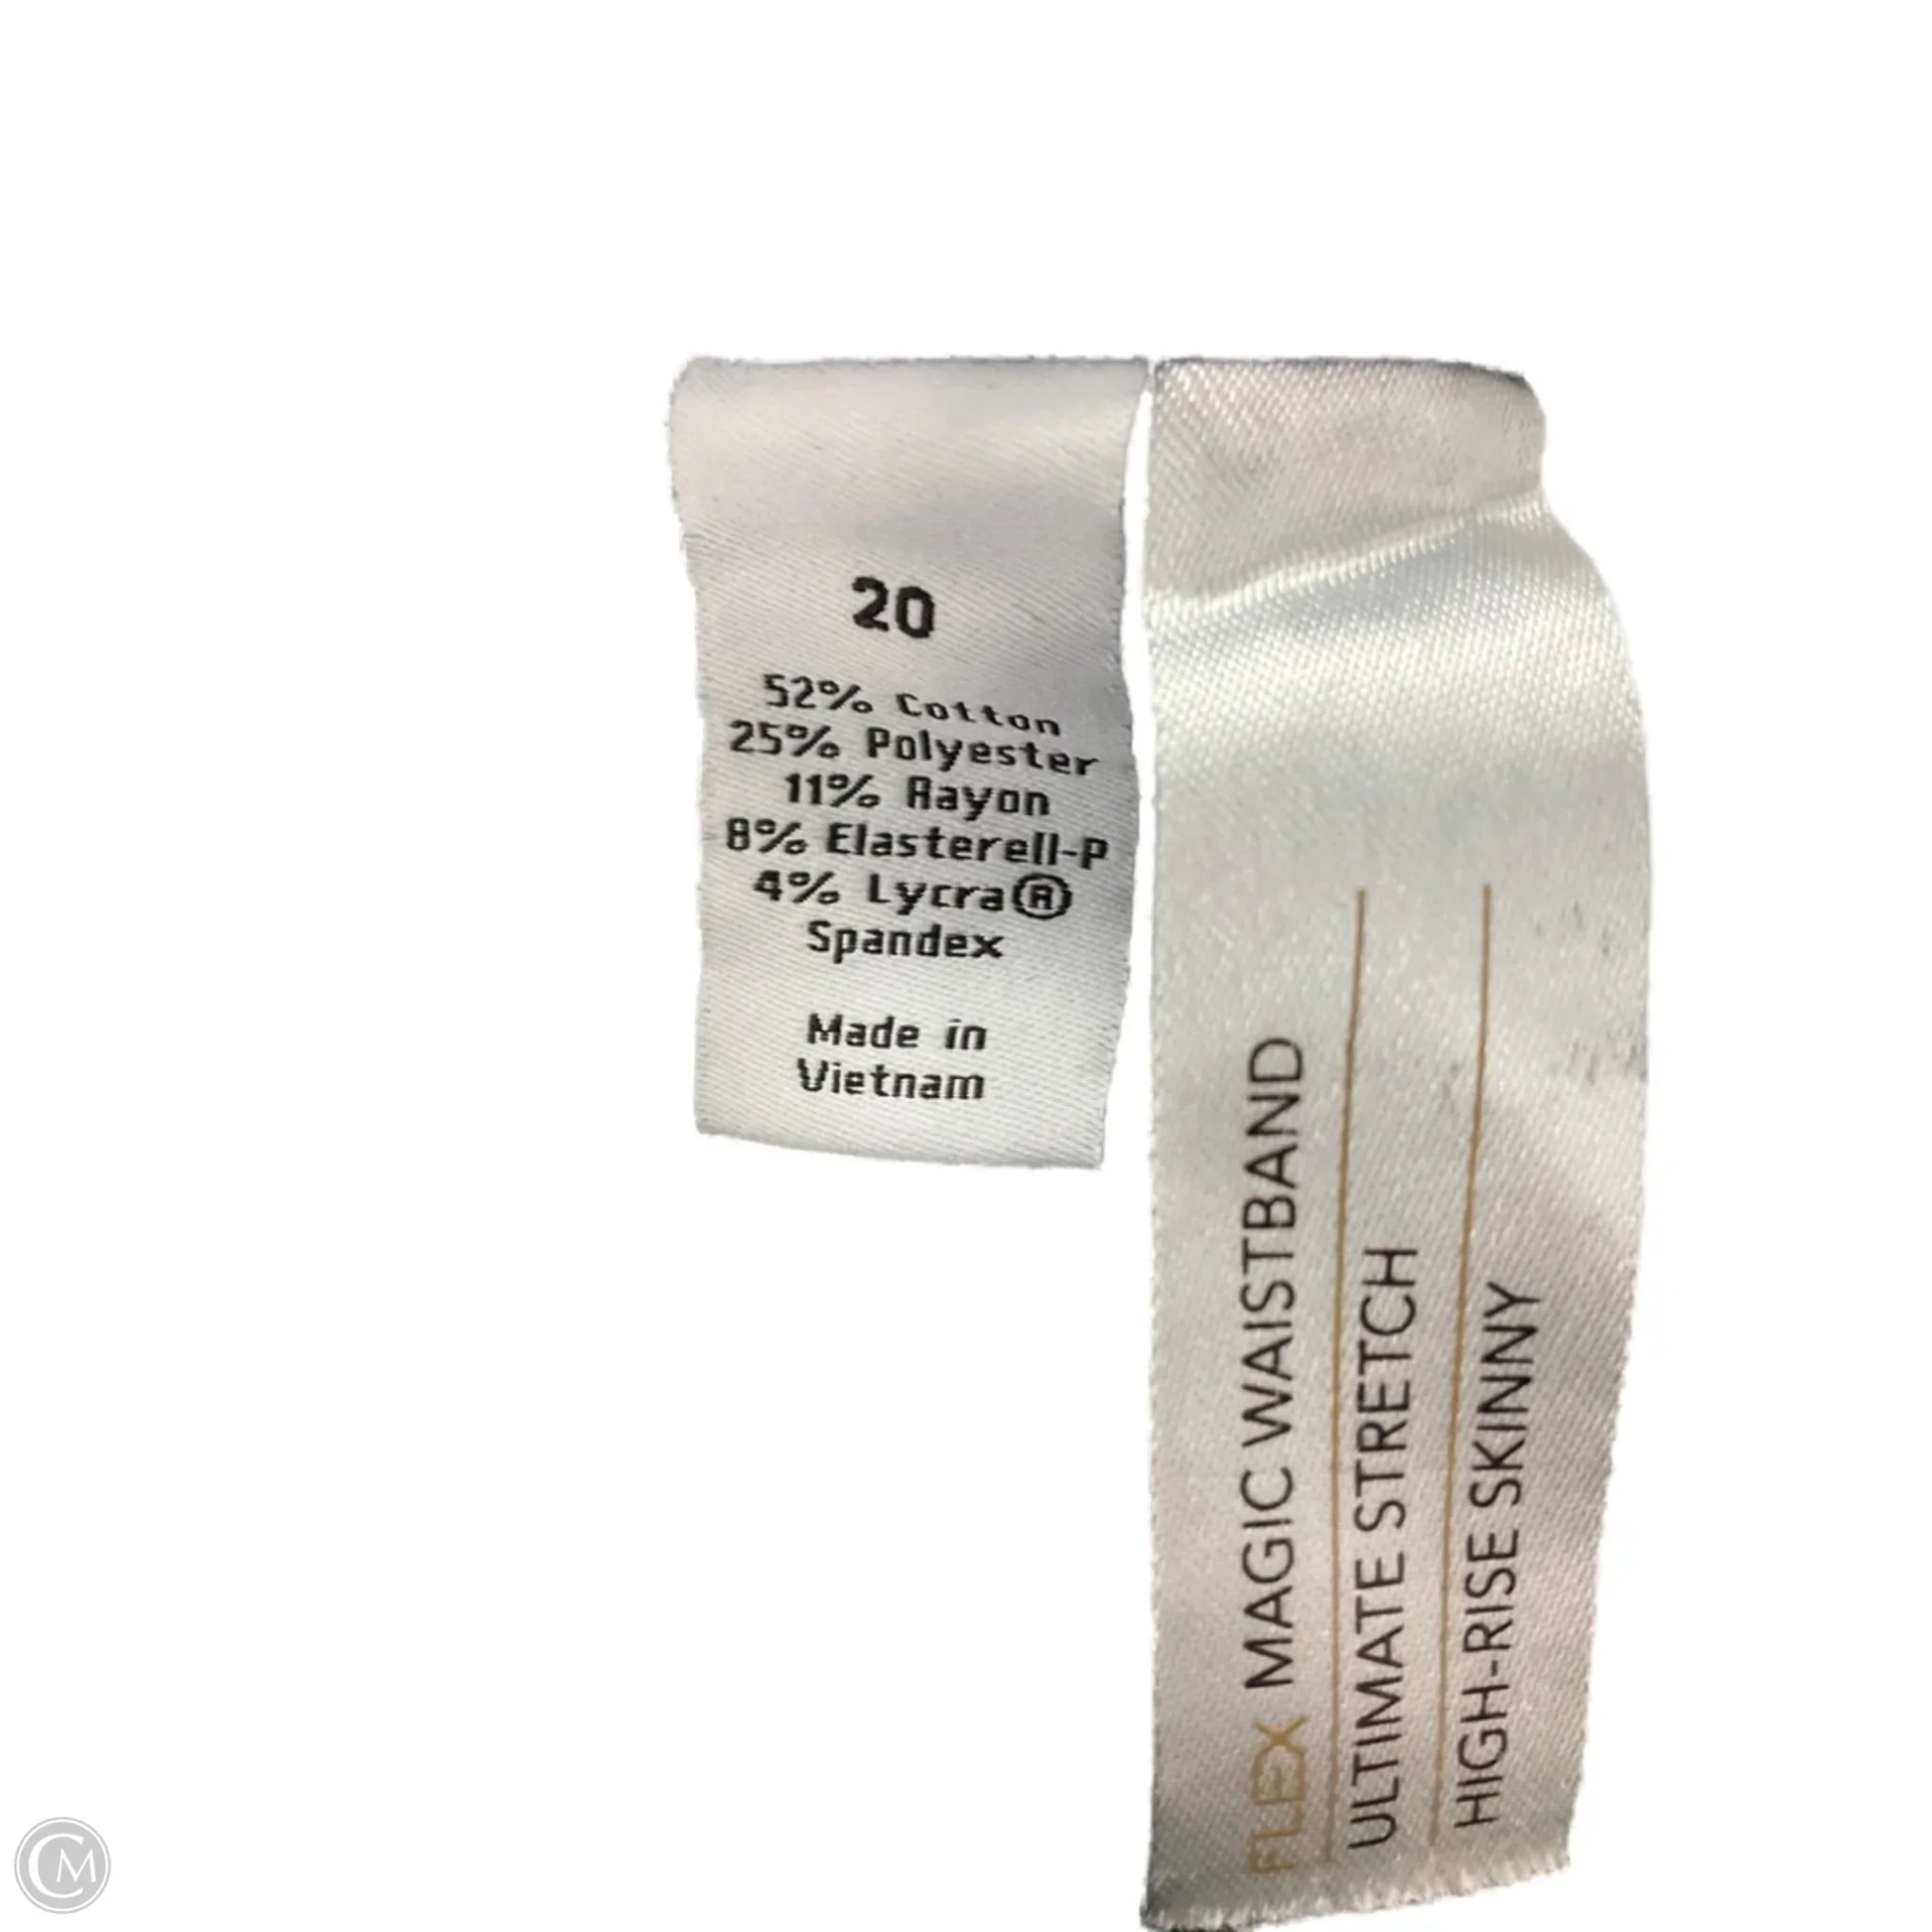 20
52% Cotton
25% Polyester
11% Rayon
8% Elasterell-P
4% Lycra®
Spandex
Made in
Vietnam
FLEX MAGIC WAISTBAND
ULTIMATE STRETCH
HIGH-RISE SKINNY
CM